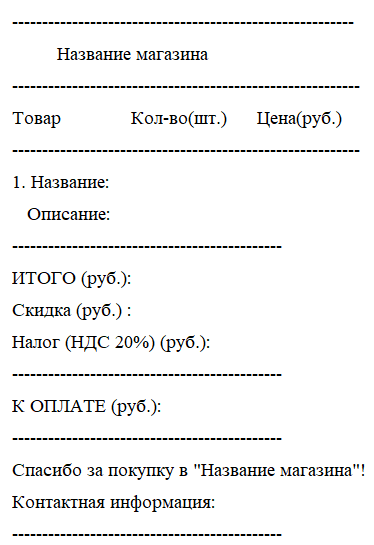 ---------------------------------------------------------
Название магазина
----------------------------------------------------------
Товар Кол-во(шт.) Цена(руб.)
----------------------------------------------------------
1. Название:
Описание:
---------------------------------------------
ИТОГО (руб.):
Скидка (руб.) :
Налог (НДС 20%) (руб.):
---------------------------------------------
К ОПЛАТЕ (руб.):
---------------------------------------------
Спасибо за покупку в "Название магазина"!
Контактная информация:
---------------------------------------------